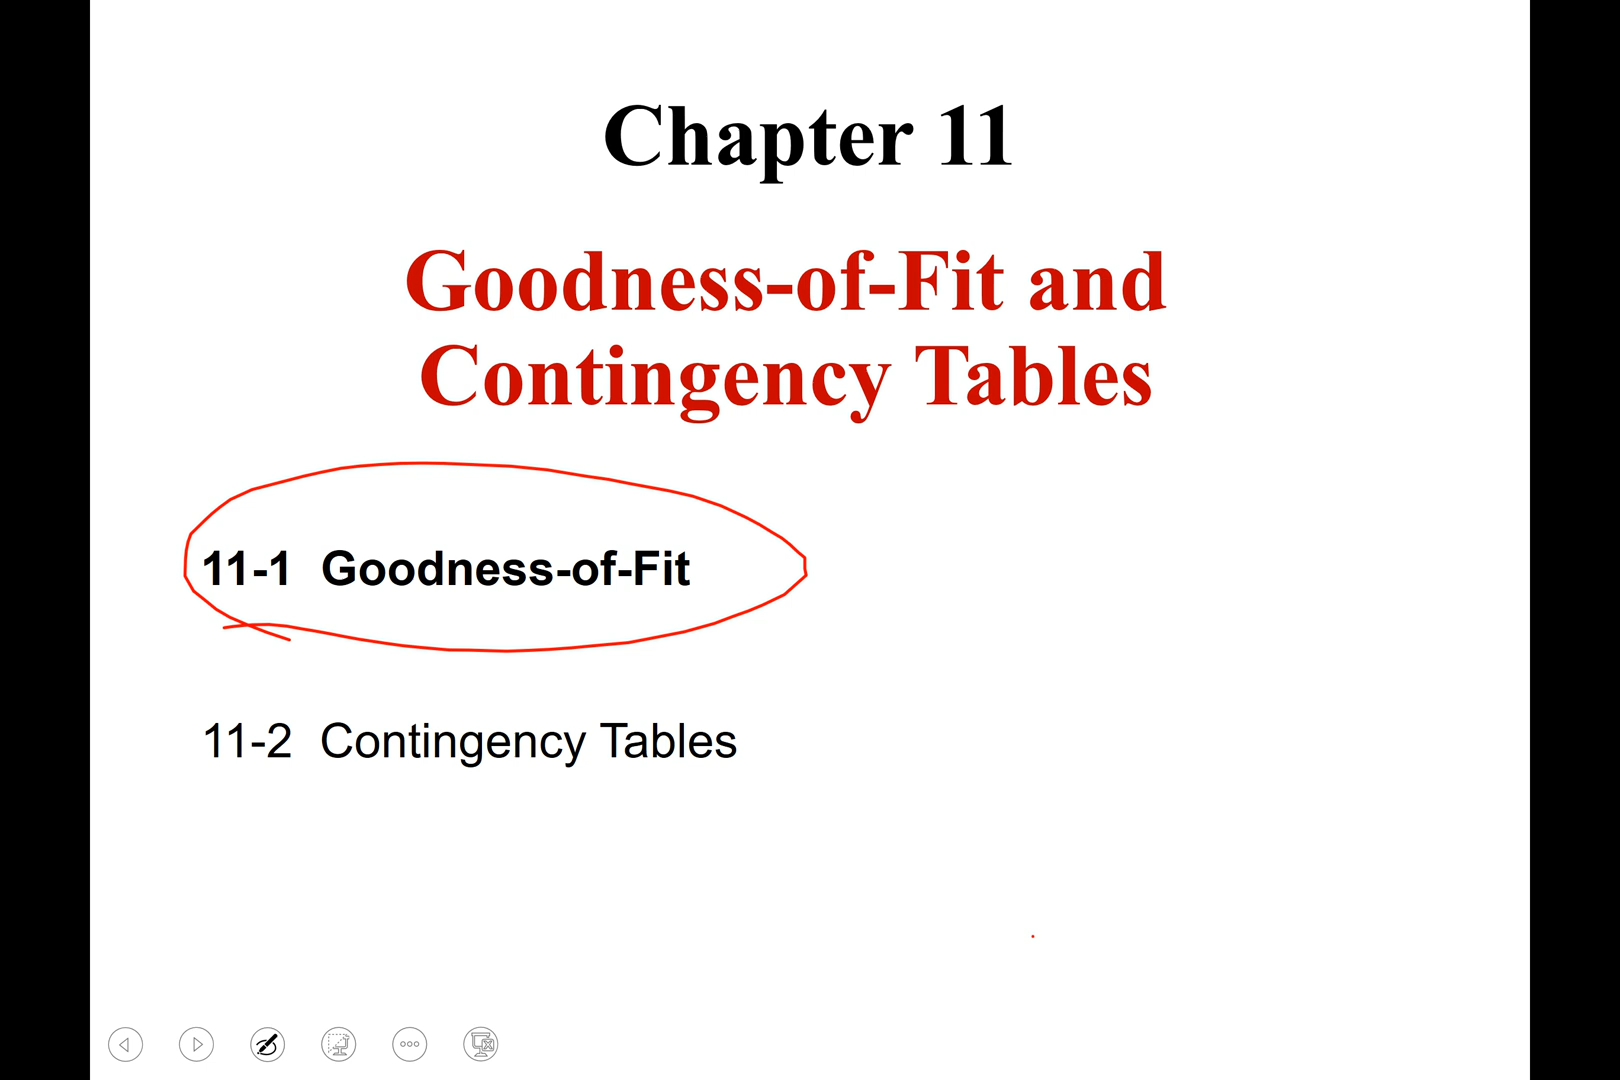 Chapter 11
Goodness-of-Fit and
Contingency Tables
11-1 Goodness-of-Fit
11-2 Contingency Tables